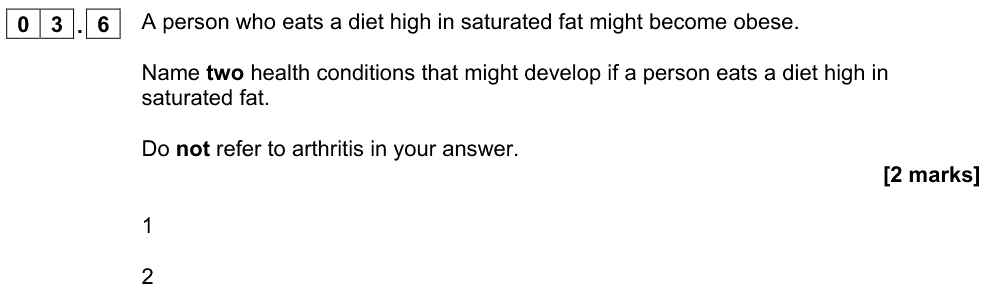 0 3 . 6 A person who eats a diet high in saturated fat might become obese.
Name two health conditions that might develop if a person eats a diet high in
saturated fat.
Do not refer to arthritis in your answer.
[2 marks]
1
2